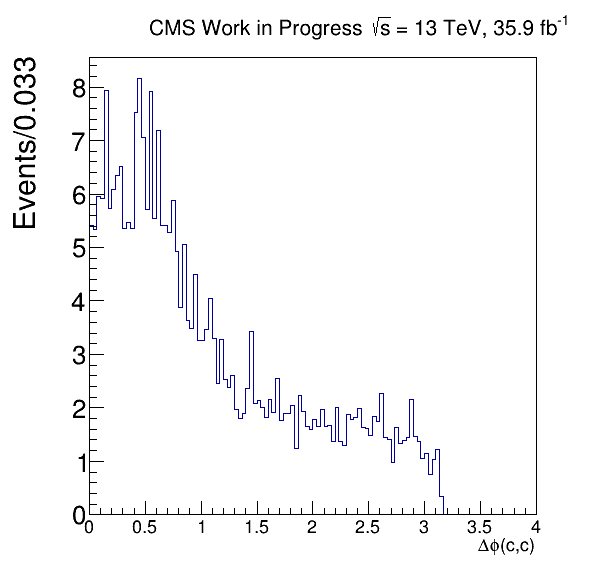 CMS Work in Progress √s = 13 TeV, 35.9 fb⁻¹
Events/0.033
8
7
6
5
4
3
2
1
0
0 0.5 1 1.5 2 2.5 3 3.5 4
Δϕ(c,c)